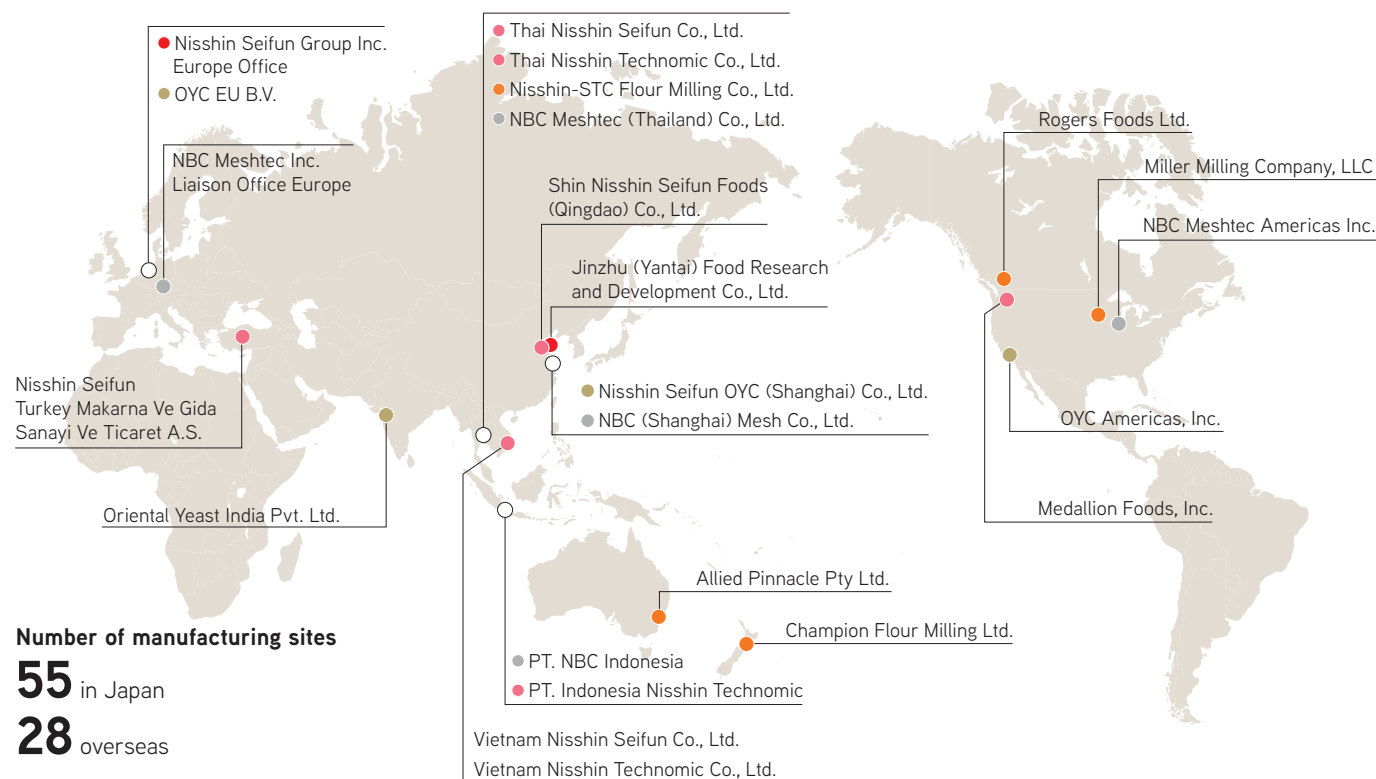 Nisshin Seifun Group Inc.
Europe Office
OYC EU B.V.
NBC Meshtec Inc.
Liaison Office Europe
Thai Nisshin Seifun Co., Ltd.
Thai Nisshin Technomic Co., Ltd.
Nisshin-STC Flour Milling Co., Ltd.
NBC Meshtec (Thailand) Co., Ltd.
Shin Nisshin Seifun Foods
(Qingdao) Co., Ltd.
Jinzhu (Yantai) Food Research
and Development Co., Ltd.
Nisshin Seifun OYC (Shanghai) Co., Ltd.
NBC (Shanghai) Mesh Co., Ltd.
Rogers Foods Ltd.
Miller Milling Company, LLC
NBC Meshtec Americas Inc.
OYC Americas, Inc.
Medallion Foods, Inc.
Nisshin Seifun
Turkey Makarna Ve Gida
Sanayi Ve Ticaret A.S.
Oriental Yeast India Pvt. Ltd.
Allied Pinnacle Pty Ltd.
Champion Flour Milling Ltd.
PT. NBC Indonesia
PT. Indonesia Nisshin Technomic
Vietnam Nisshin Seifun Co., Ltd.
Vietnam Nisshin Technomic Co., Ltd.
Number of manufacturing sites
55 in Japan
28 overseas